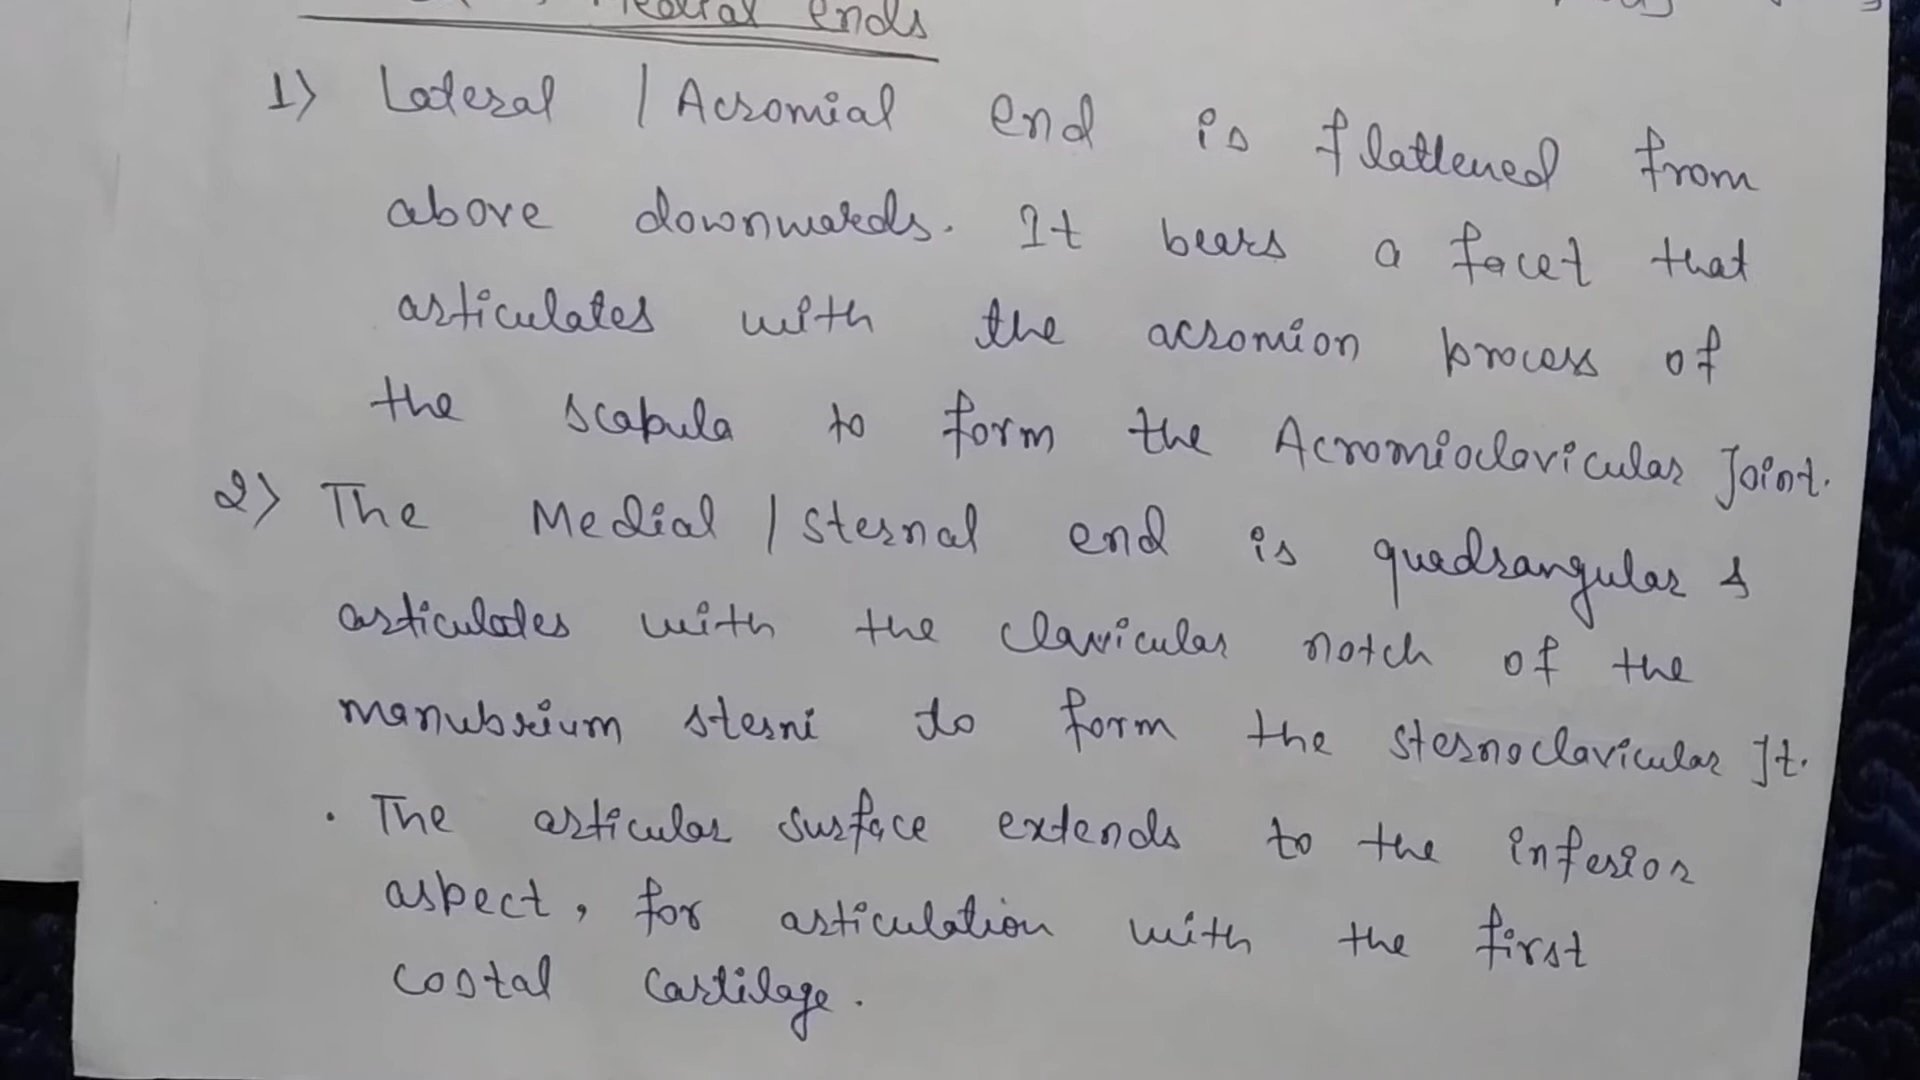 Medial ends
1) Lateral / Acromial end is flattened from
above downwards. It bears a facet that
articulates with the acromion process of
the scapula to form the Acromioclavicular Joint.
2) The Medial / Sternal end is quadrangular &
articulates with the clavicular notch of the
manubrium sterni to form the sternoclavicular Jt.
• The articular surface extends to the inferior
aspect, for articulation with the first
costal cartilage.